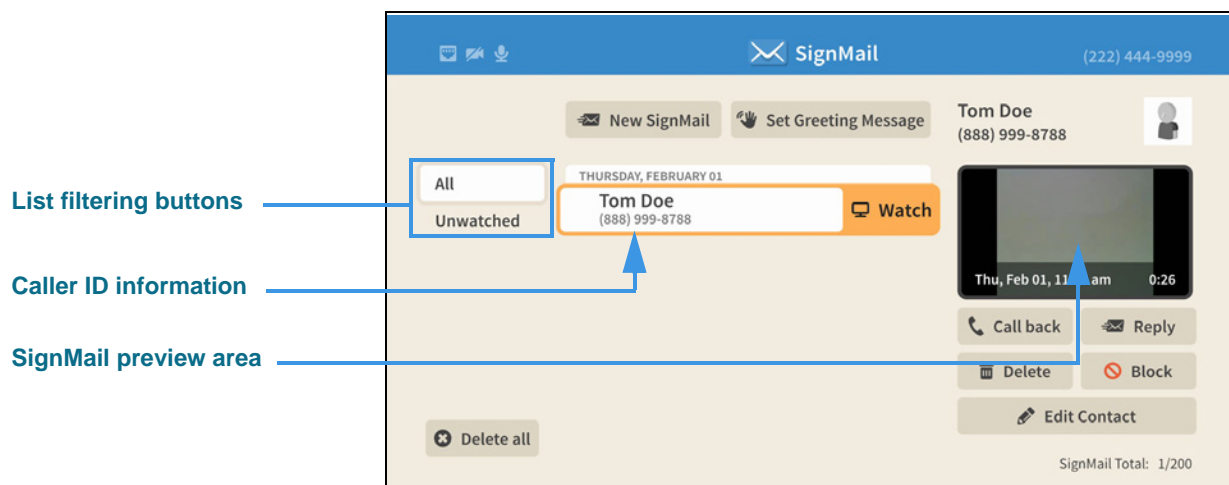 SignMail
(222) 444-9999
New SignMail
Set Greeting Message
Tom Doe
(888) 999-8788
List filtering buttons
All
Unwatched
THURSDAY, FEBRUARY 01
Tom Doe
(888) 999-8788
Watch
Caller ID information
Thu, Feb 01, 11 am 0:26
SignMail preview area
Call back
Reply
Delete
Block
Edit Contact
Delete all
SignMail Total: 1/200